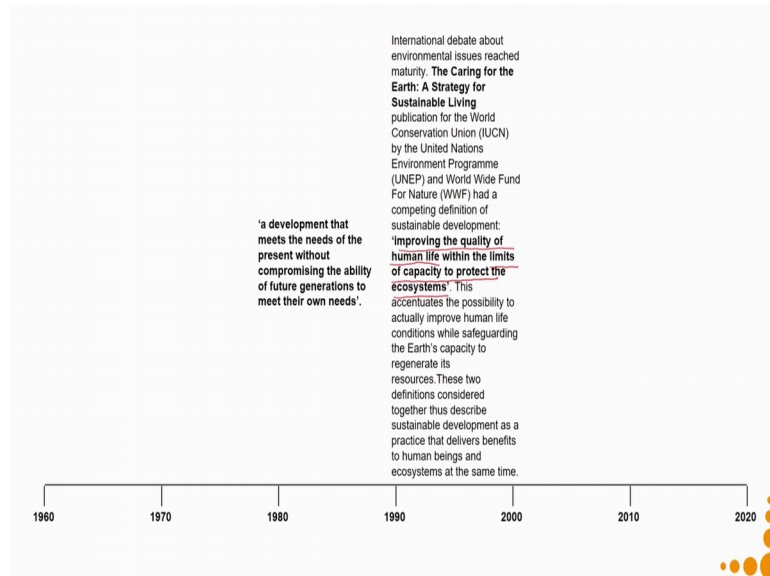 International debate about
environmental issues reached
maturity. The Caring for the
Earth: A Strategy for
Sustainable Living
publication for the World
Conservation Union (IUCN)
by the United Nations
Environment Programme
(UNEP) and World Wide Fund
For Nature (WWF) had a
competing definition of
sustainable development:
‘improving the quality of
human life within the limits
of capacity to protect the
ecosystems’. This
accentuates the possibility to
actually improve human life
conditions while safeguarding
the Earth’s capacity to
regenerate its
resources.These two
definitions considered
together thus describe
sustainable development as a
practice that delivers benefits
to human beings and
ecosystems at the same time.
‘a development that
meets the needs of the
present without
compromising the ability
of future generations to
meet their own needs’.
1960 1970 1980 1990 2000 2010 2020